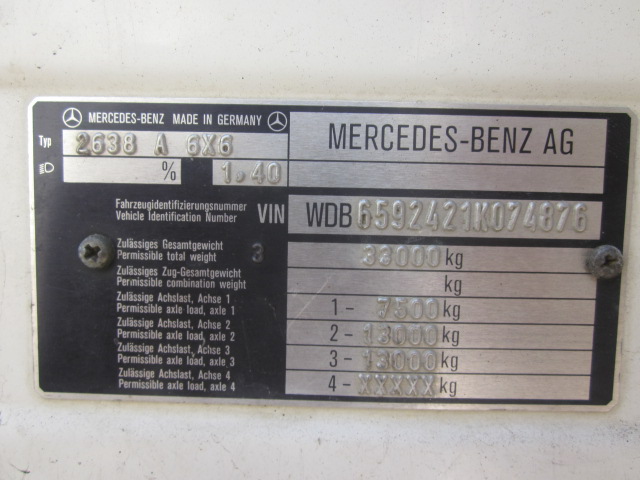 MERCEDES-BENZ MADE IN GERMANY
Typ 2638 A 6X6
% 1.40
MERCEDES-BENZ AG
Fahrzeugidentifizierungsnummer
Vehicle Identification Number VIN WDB 6592421K074876
Zulässiges Gesamtgewicht
Permissible total weight 3 33000 kg
Zulässiges Zug-Gesamtgewicht
Permissible combination weight kg
Zulässige Achslast, Achse 1
Permissible axle load, axle 1 1 - 7500 kg
Zulässige Achslast, Achse 2
Permissible axle load, axle 2 2 - 13000 kg
Zulässige Achslast, Achse 3
Permissible axle load, axle 3 3 - 13000 kg
Zulässige Achslast, Achse 4
Permissible axle load, axle 4 4 - XXXXX kg